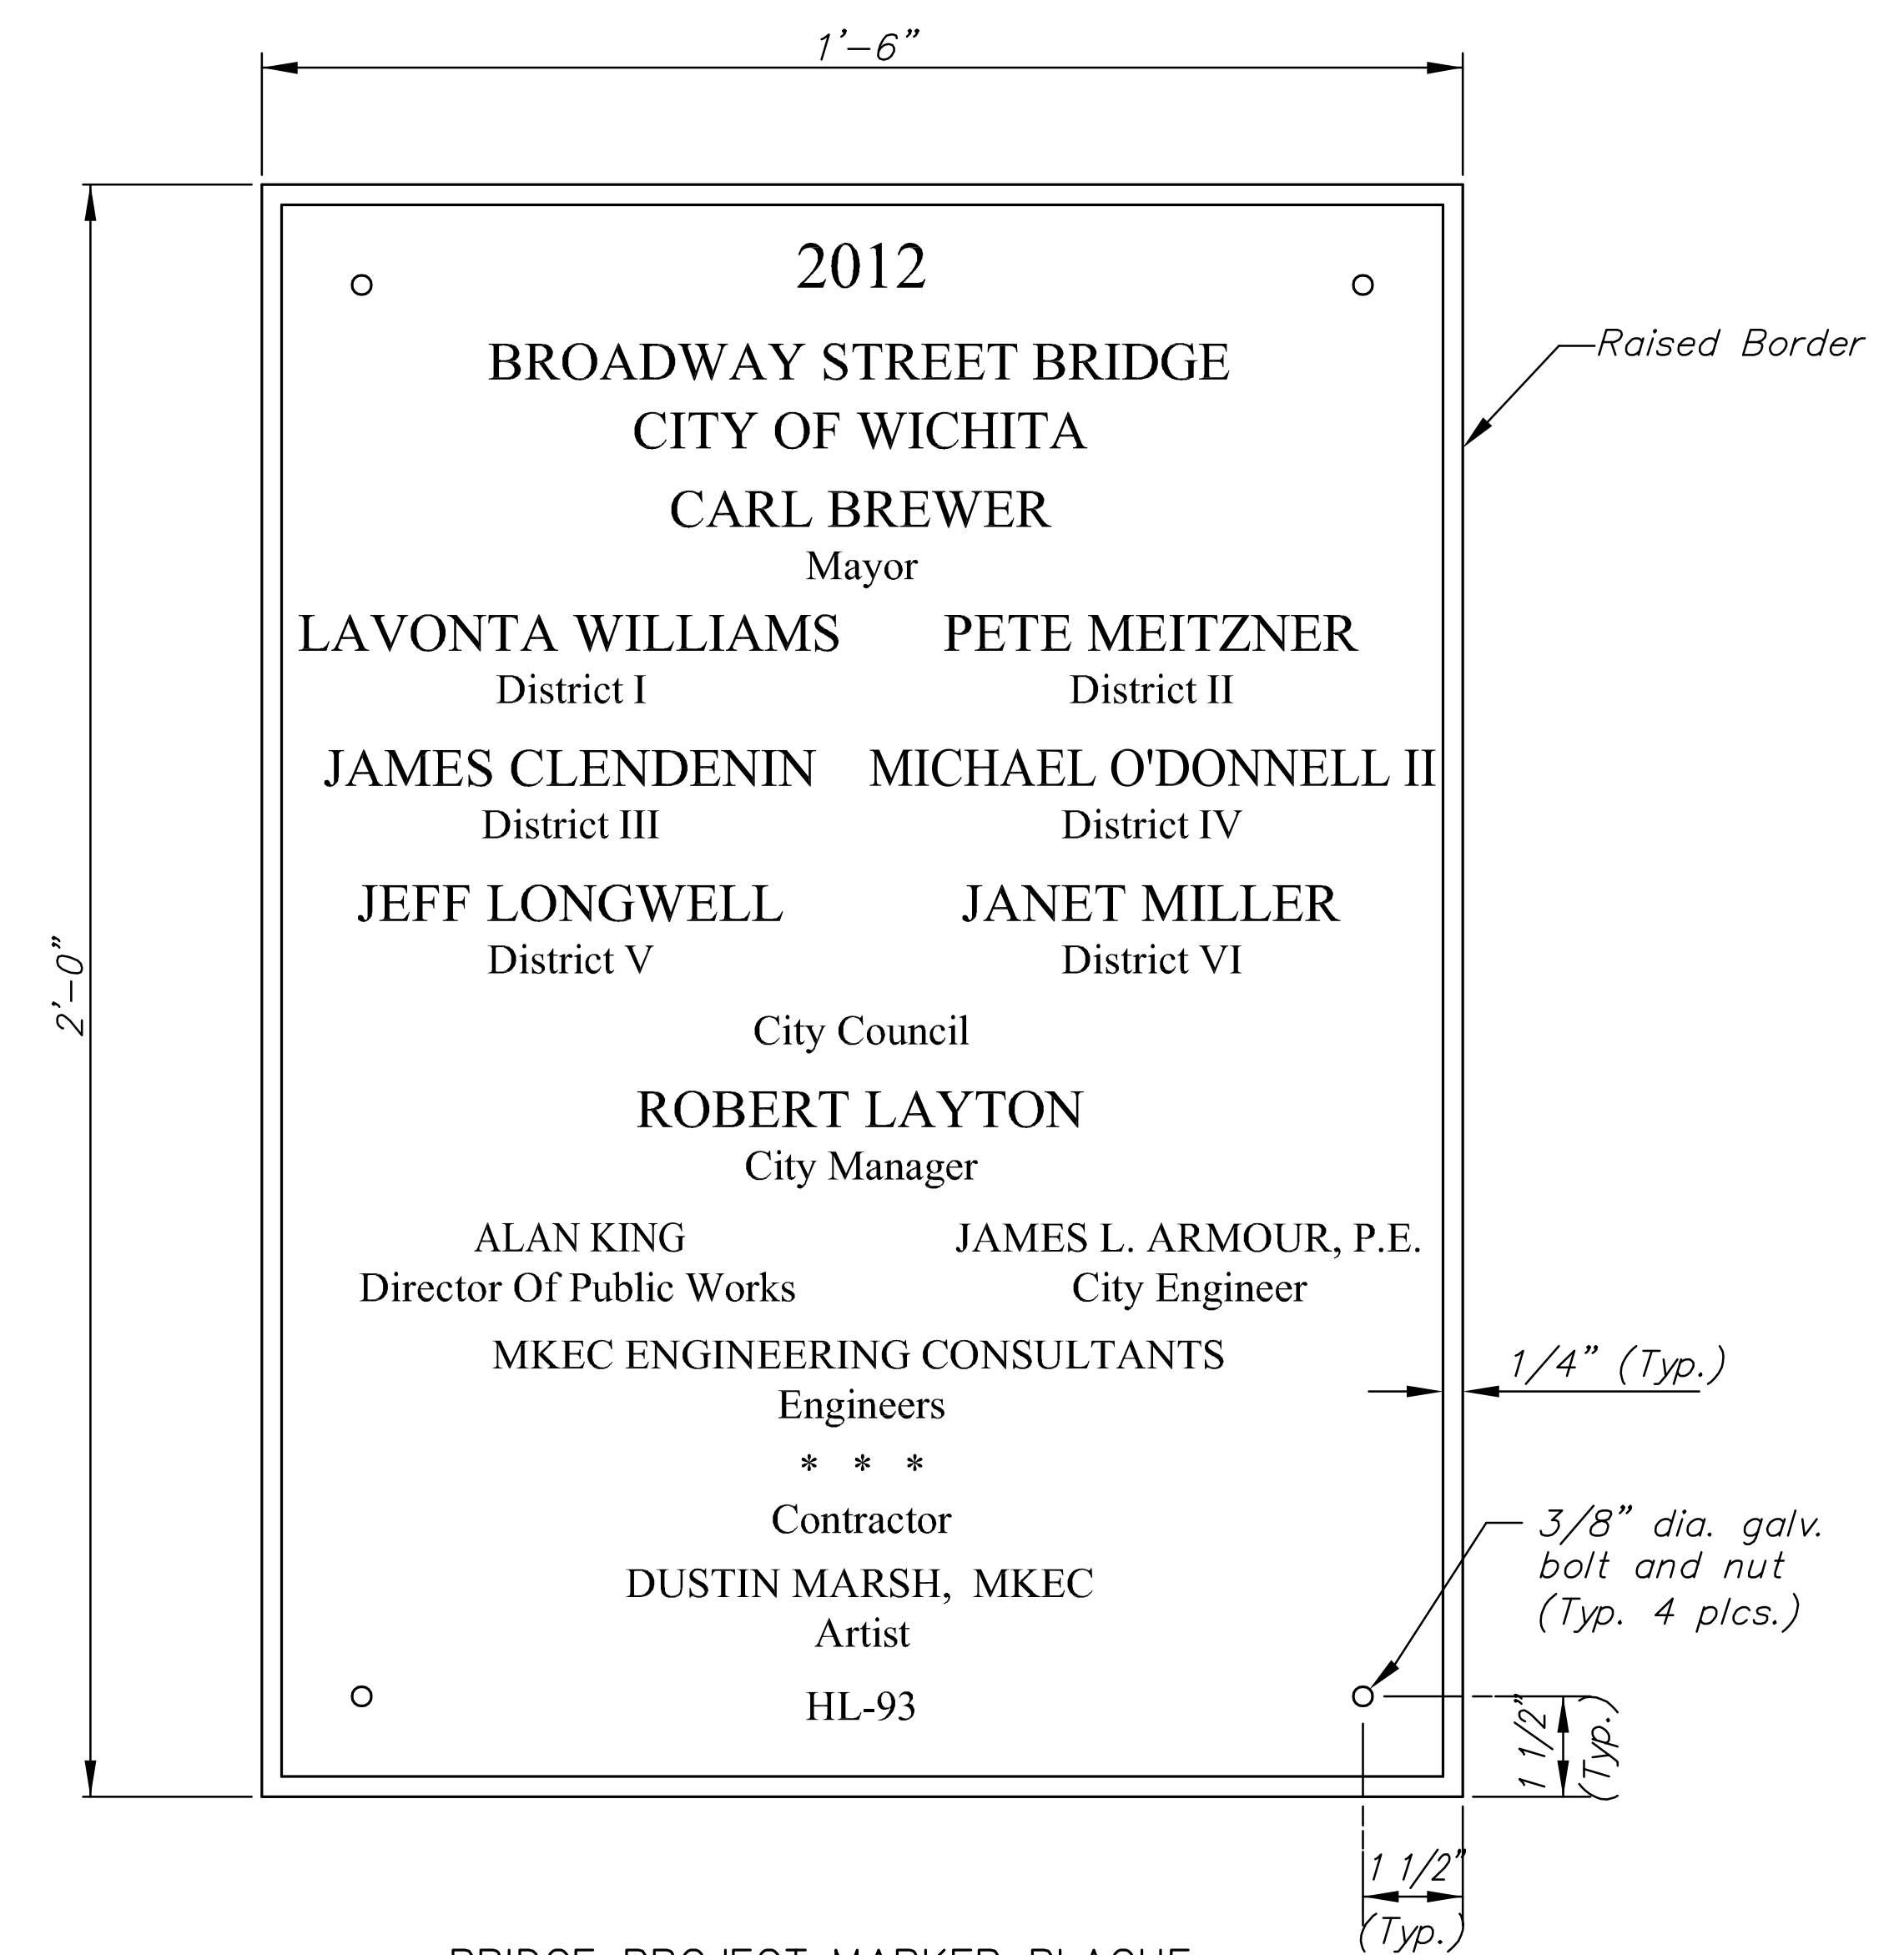 1'-6"
2012
BROADWAY STREET BRIDGE
Raised Border
CITY OF WICHITA
CARL BREWER
Mayor
LAVONTA WILLIAMS PETE MEITZNER
District I District II
JAMES CLENDENIN MICHAEL O'DONNELL II
District III District IV
JEFF LONGWELL JANET MILLER
District V District VI
2'-0"
City Council
ROBERT LAYTON
City Manager
ALAN KING JAMES L. ARMOUR, P.E.
Director Of Public Works City Engineer
MKEC ENGINEERING CONSULTANTS
1/4" (Typ.)
Engineers
* * *
Contractor
3/8" dia. galv.
bolt and nut
(Typ. 4 plcs.)
DUSTIN MARSH, MKEC
Artist
HL-93
1 1/2"
(Typ.)
1 1/2"
(Typ.)
BRIDGE PROJECT MARKER PLAQUE